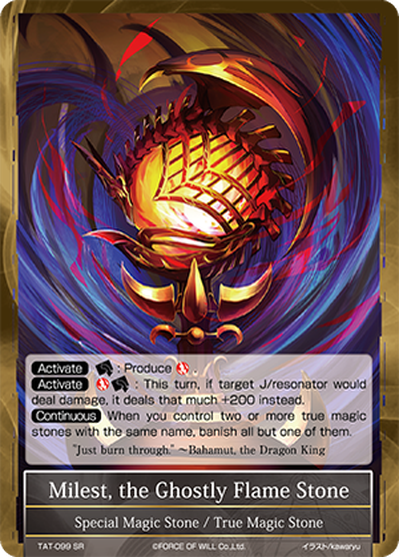 Activate : Produce .
Activate : This turn, if target J/resonator would
deal damage, it deals that much +200 instead.
Continuous When you control two or more true magic
stones with the same name, banish all but one of them.
"Just burn through." ~Bahamut, the Dragon King
Milest, the Ghostly Flame Stone
Special Magic Stone / True Magic Stone
TAT-099 SR ©FORCE OF WILL Co.,Ltd. イラスト/kawaryu